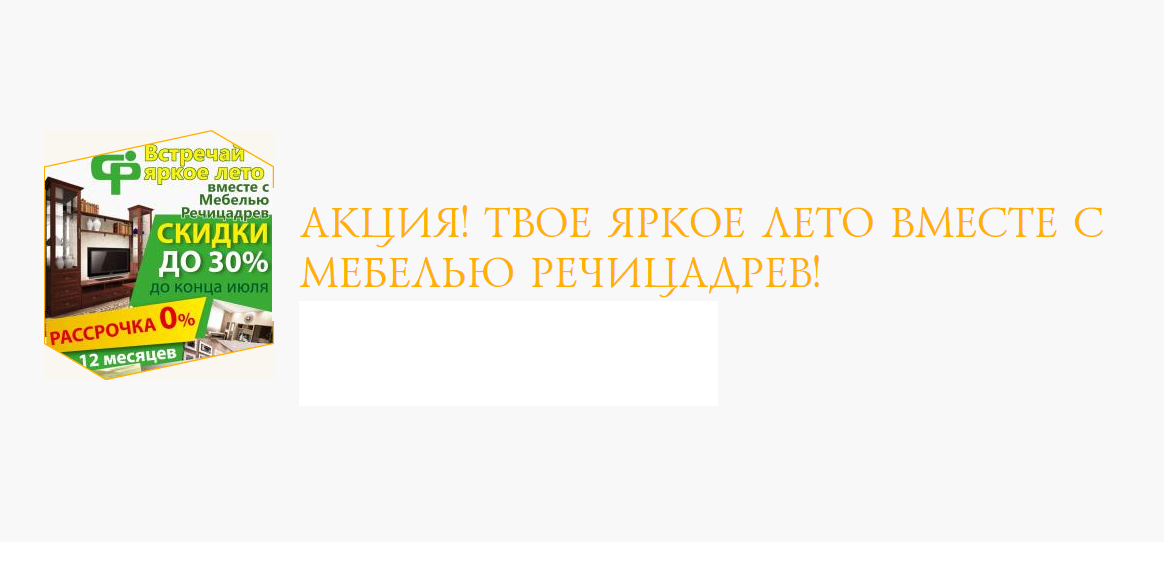 Встречай
яркое лето
вместе с
Мебелью
Речицадрев
СКИДКИ
ДО 30%
до конца июля
РАССРОЧКА 0%
12 месяцев
АКЦИЯ! ТВОЕ ЯРКОЕ ЛЕТО ВМЕСТЕ С
МЕБЕЛЬЮ РЕЧИЦАДРЕВ!